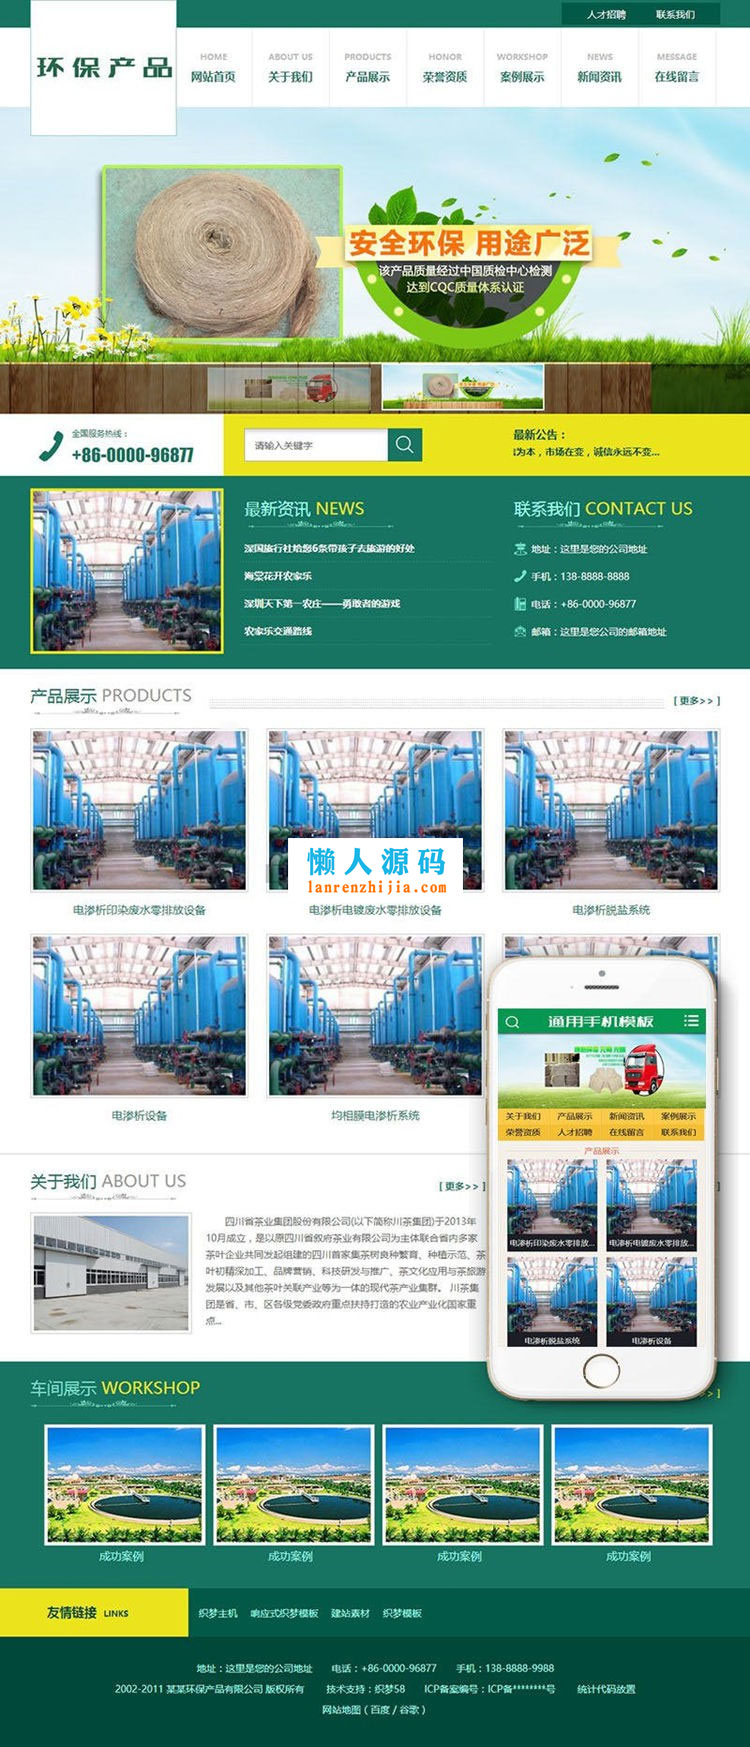 人才招聘 联系我们
环保产品
HOME ABOUT US PRODUCTS HONOR WORKSHOP NEWS MESSAGE
网站首页 关于我们 产品展示 荣誉资质 案例展示 新闻资讯 在线留言
安全环保 用途广泛
该产品质量经过中国质检中心检测
达到CQC质量体系认证
全国服务热线：
+86-0000-96877
请输入关键字
最新公告：
为本，市场在变，诚信永远不变...
最新资讯 NEWS
深国旅行社给您6条带孩子去旅游的好处
海棠花开农家乐
深圳天下第一农庄——勇敢者的游戏
农家乐交通路线
联系我们 CONTACT US
地址：这里是您的公司地址
手机：138-8888-8888
电话：+86-0000-96877
邮箱：这里是您公司的邮箱地址
产品展示 PRODUCTS
[ 更多>> ]
懒人源码
lanrenzhijia.com
电渗析印染废水零排放设备
电渗析电镀废水零排放设备
电渗析脱盐系统
电渗析设备
均相膜电渗析系统
通用手机模板
关于我们 产品展示 新闻资讯 案例展示
荣誉资质 人才招聘 在线留言 联系我们
产品展示
电渗析印染废水零排放...
电渗析电镀废水零排放...
电渗析脱盐系统
电渗析设备
关于我们 ABOUT US
[ 更多>> ]
四川省茶业集团股份有限公司(以下简称川茶集团)于2013年
10月成立，是以原四川省叙府茶业有限公司为主体联合省内多家
茶叶企业共同发起组建的四川首家集茶树良种繁育、种植示范、茶
叶初精深加工、品牌营销、科技研发与推广、茶文化应用与茶旅游
发展以及其他茶叶关联产业等为一体的现代茶产业集群。 川茶集
团是省、市、区各级党委政府重点扶持打造的农业产业化国家重
点...
车间展示 WORKSHOP
> ]
成功案例
成功案例
成功案例
成功案例
友情链接 LINKS
织梦主机 响应式织梦模板 建站素材 织梦模板
地址：这里是您的公司地址 电话：+86-0000-96877 手机：138-8888-9988
2002-2011 某某环保产品有限公司 版权所有 技术支持：织梦58 ICP备案编号：ICP备********号 统计代码放置
网站地图 ( 百度 / 谷歌 )